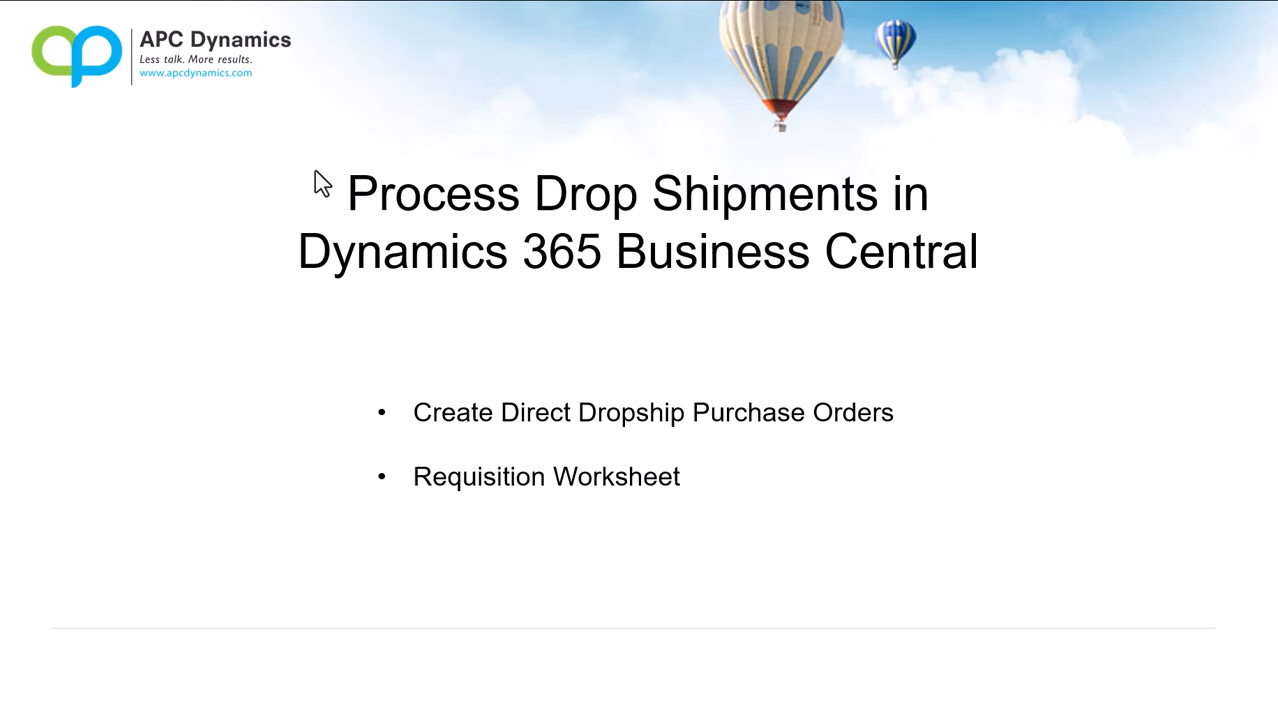 APC Dynamics
Less talk. More results.
www.apcdynamics.com
Process Drop Shipments in
Dynamics 365 Business Central
• Create Direct Dropship Purchase Orders
• Requisition Worksheet